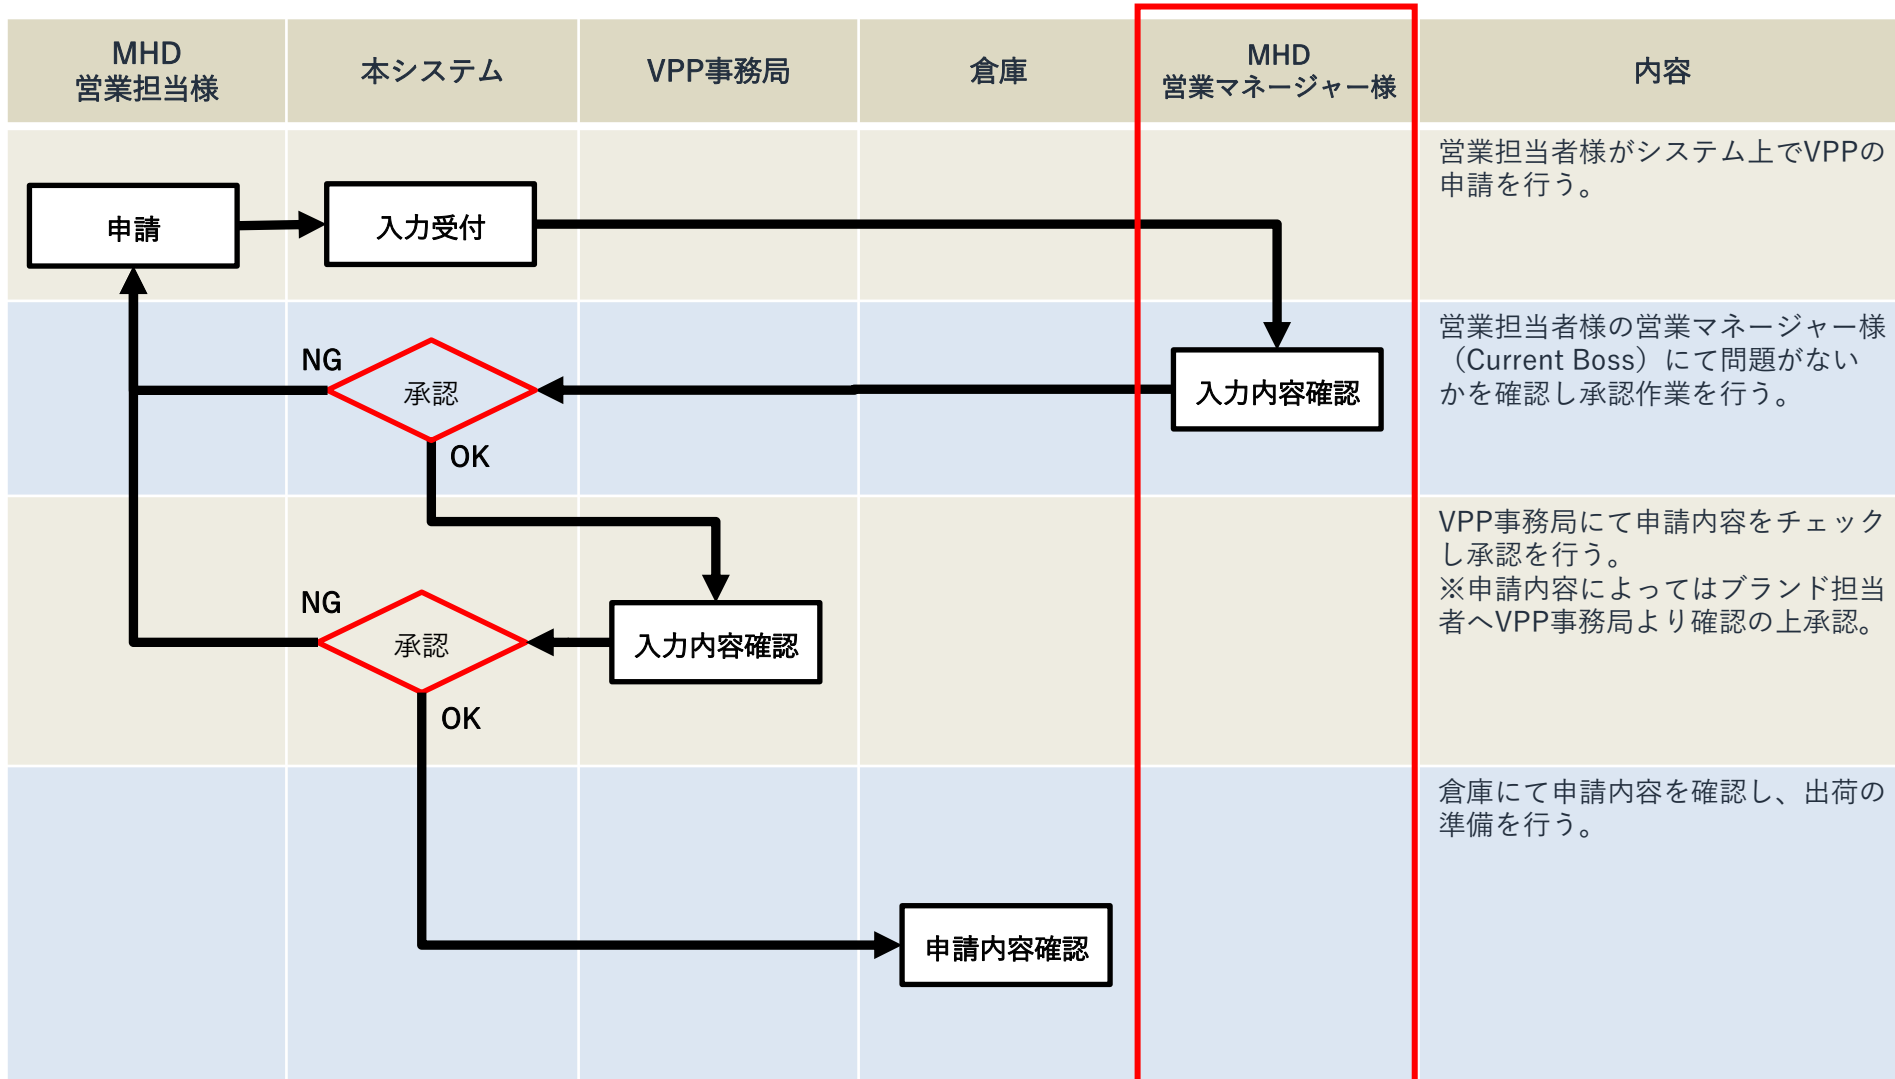 MHD
営業担当様
本システム
VPP事務局
倉庫
MHD
営業マネージャー様
内容
申請
入力受付
営業担当者様がシステム上でVPPの
申請を行う。
NG
承認
OK
入力内容確認
営業担当者様の営業マネージャー様
（Current Boss）にて問題がない
かを確認し承認作業を行う。
NG
承認
OK
入力内容確認
VPP事務局にて申請内容をチェック
し承認を行う。
※申請内容によってはブランド担当
者へVPP事務局より確認の上承認。
申請内容確認
倉庫にて申請内容を確認し、出荷の
準備を行う。